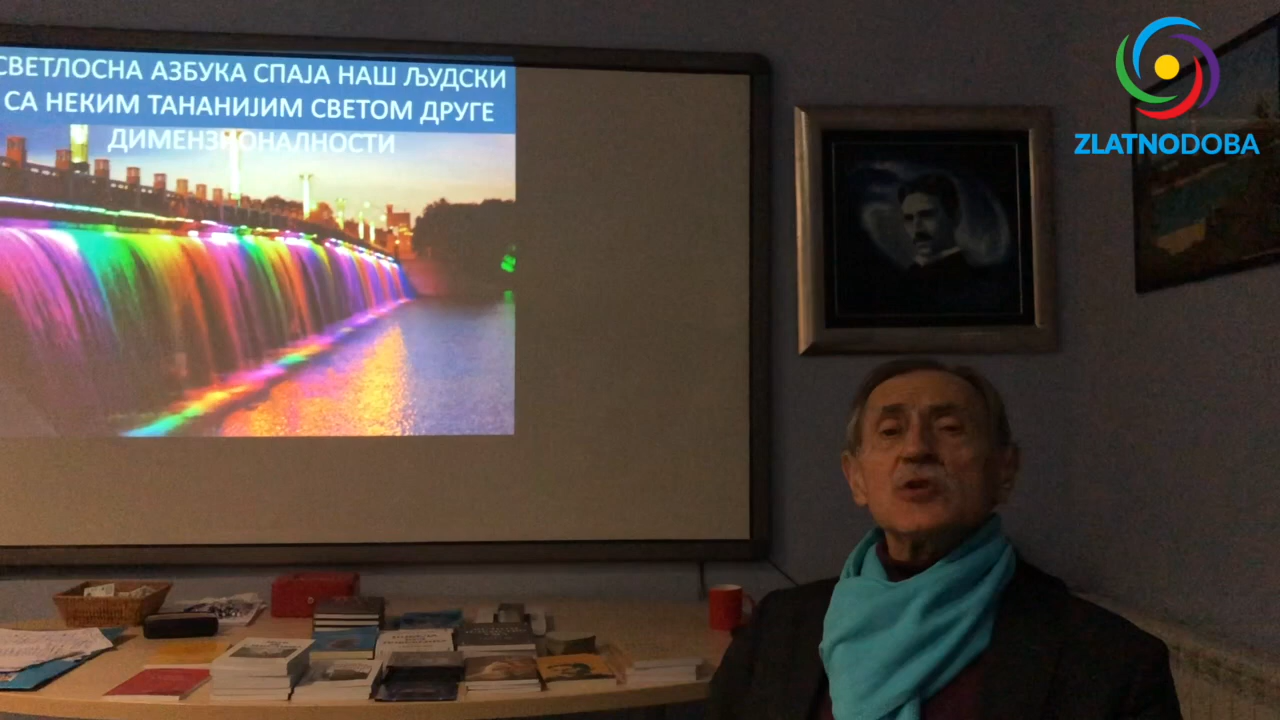 СВЕТЛОСНА АЗБУКА СПАЈА НАШ ЉУДСКИ
СА НЕКИМ ТАНАНИЈИМ СВЕТОМ ДРУГЕ
ДИМЕНЗИОНАЛНОСТИ
ZLATNODOBA